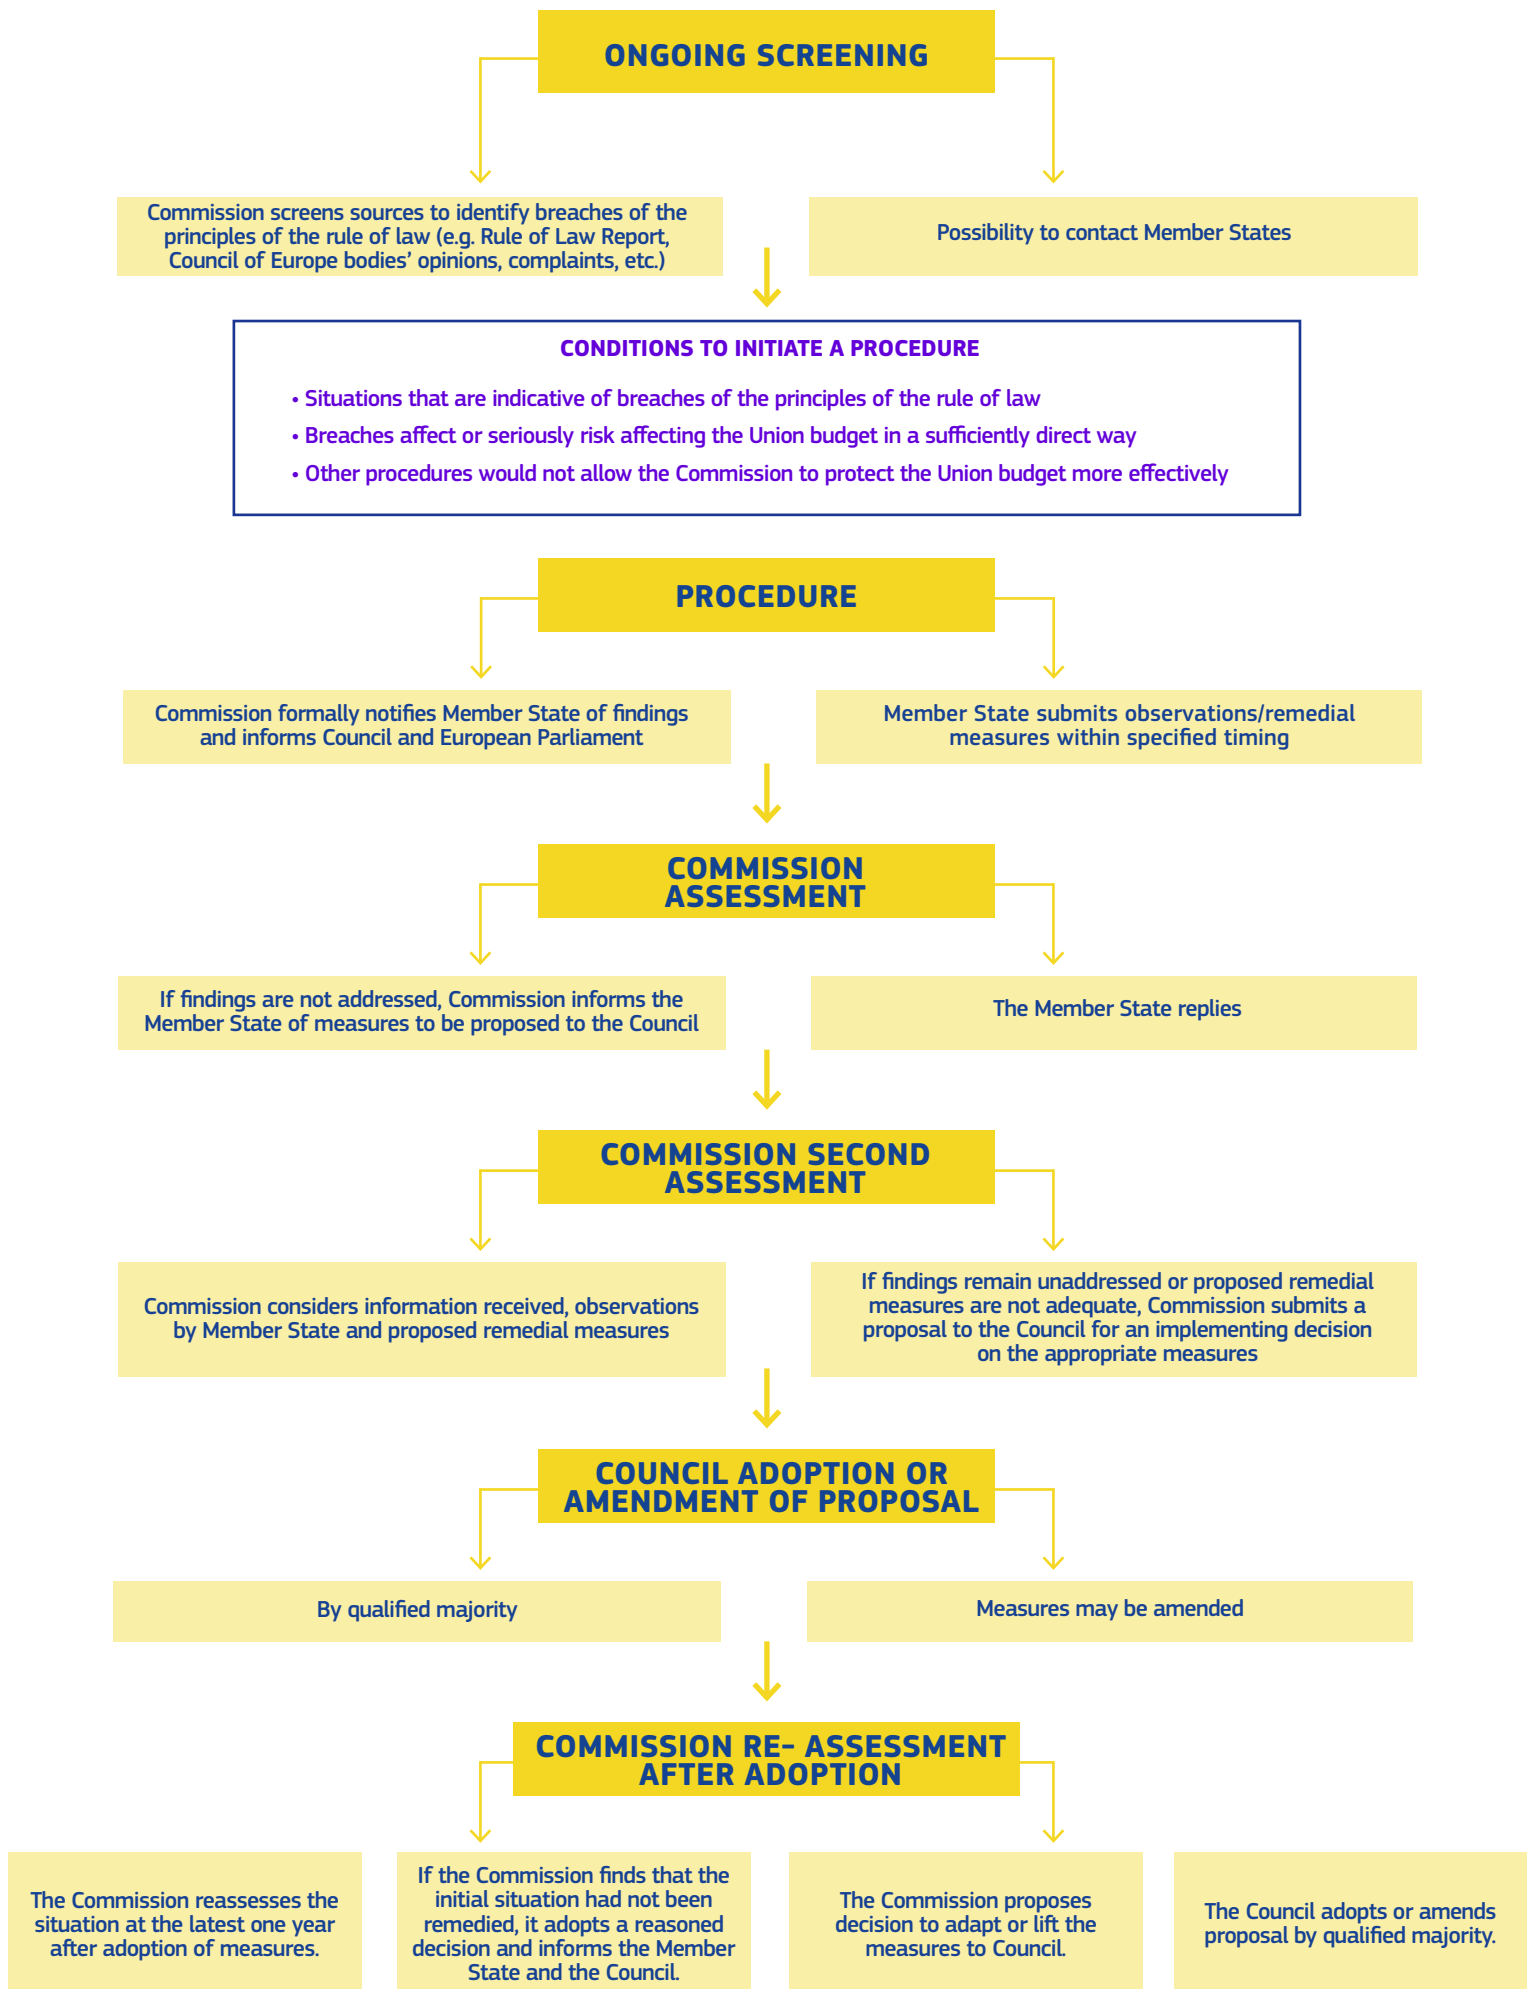 ONGOING SCREENING
Commission screens sources to identify breaches of the
principles of the rule of law (e.g. Rule of Law Report,
Council of Europe bodies’ opinions, complaints, etc.)
Possibility to contact Member States
CONDITIONS TO INITIATE A PROCEDURE
• Situations that are indicative of breaches of the principles of the rule of law
• Breaches affect or seriously risk affecting the Union budget in a sufficiently direct way
• Other procedures would not allow the Commission to protect the Union budget more effectively
PROCEDURE
Commission formally notifies Member State of findings
and informs Council and European Parliament
Member State submits observations/remedial
measures within specified timing
COMMISSION
ASSESSMENT
If findings are not addressed, Commission informs the
Member State of measures to be proposed to the Council
The Member State replies
COMMISSION SECOND
ASSESSMENT
Commission considers information received, observations
by Member State and proposed remedial measures
If findings remain unaddressed or proposed remedial
measures are not adequate, Commission submits a
proposal to the Council for an implementing decision
on the appropriate measures
COUNCIL ADOPTION OR
AMENDMENT OF PROPOSAL
By qualified majority
Measures may be amended
COMMISSION RE- ASSESSMENT
AFTER ADOPTION
The Commission reassesses the
situation at the latest one year
after adoption of measures.
If the Commission finds that the
initial situation had not been
remedied, it adopts a reasoned
decision and informs the Member
State and the Council.
The Commission proposes
decision to adapt or lift the
measures to Council.
The Council adopts or amends
proposal by qualified majority.